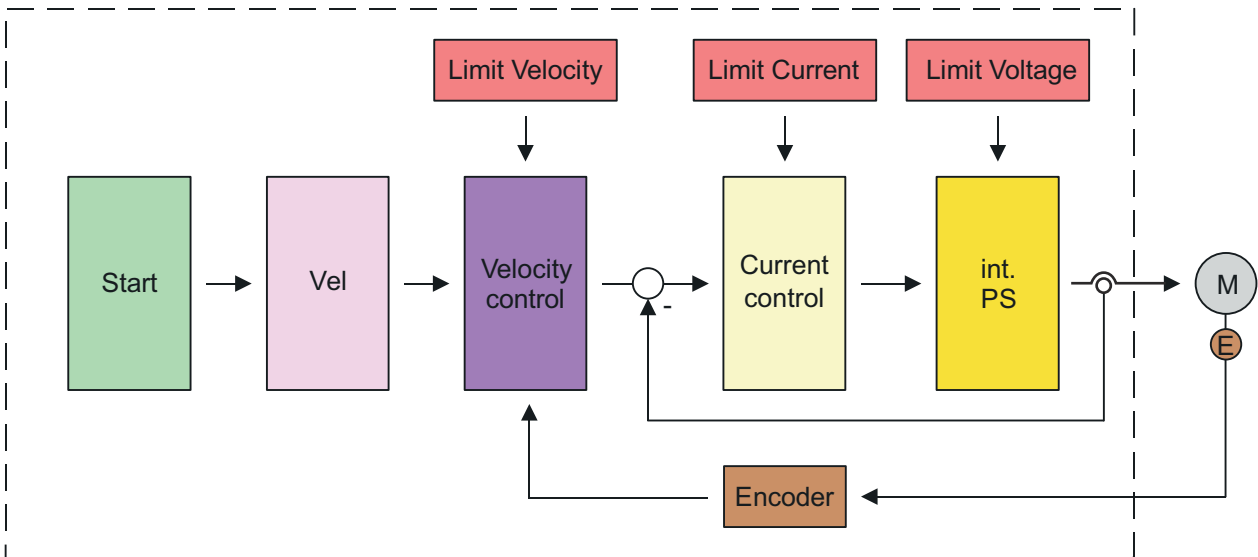 Limit Velocity
Limit Current
Limit Voltage
Start
Vel
Velocity
control
-
Current
control
int.
PS
M
E
Encoder